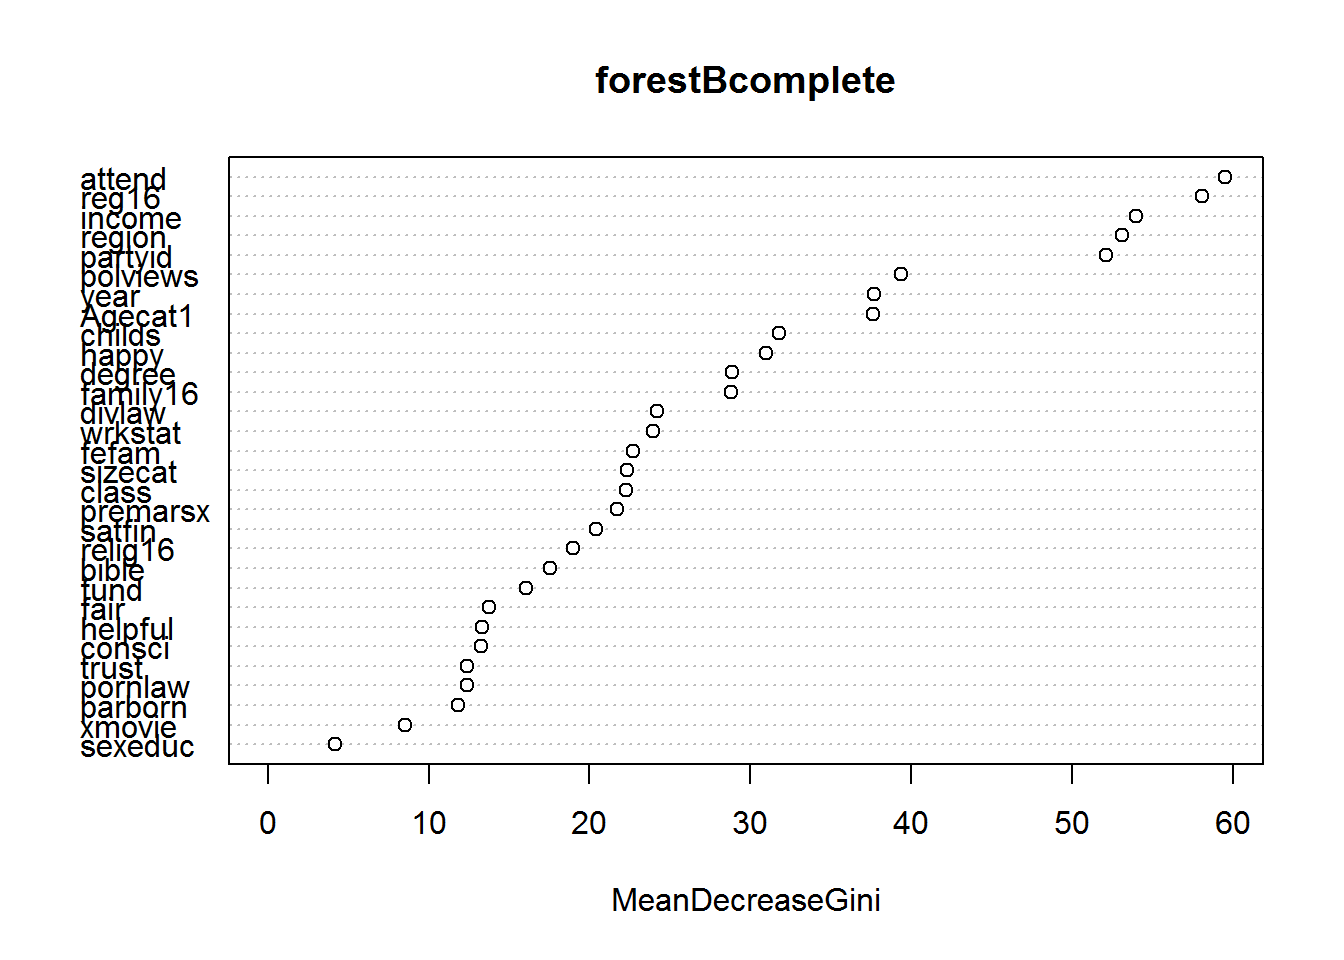 forestBcomplete
attend
reg16
income
region
partyid
polviews
year
Agecat1
childs
happy
degree
family16
divlaw
wrkstat
fefam
sizecat
class
premarsx
satfin
relig16
bible
fund
fair
helpful
consci
trust
pornlaw
parborn
xmovie
sexeduc
0 10 20 30 40 50 60
MeanDecreaseGini